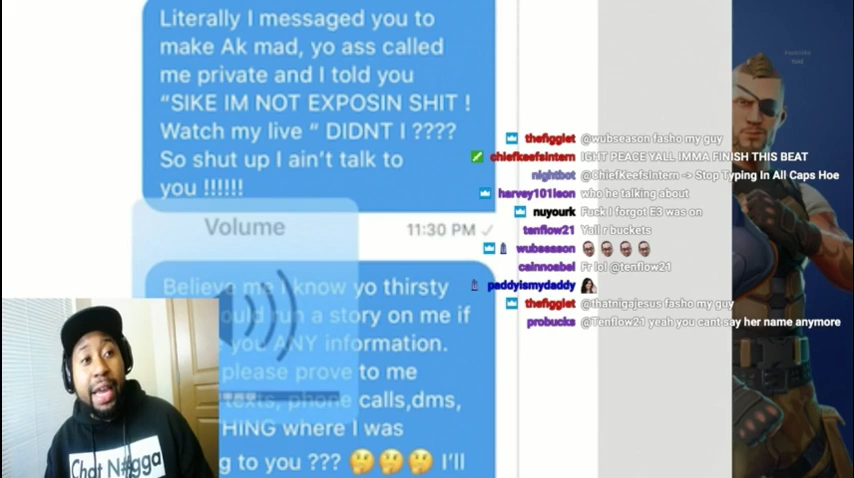 Literally I messaged you to
make Ak mad, yo ass called
me private and I told you
“SIKE IM NOT EXPOSIN SHIT !
Watch my live “ DIDNT I ????
So shut up I ain’t talk to
you !!!!!!
Volume
11:30 PM
Believe me I know yo thirsty
run a story on me if
you ANY information.
please prove to me
texts, phone calls,dms,
HING where I was
g to you ??? 🤔🤔🤔 I’ll
thefigglet @wubseason fasho my guy
chiefkeefsintern IGHT PEACE YALL IMMA FINISH THIS BEAT
nightbot @ChiefKeefsIntern -> Stop Typing In All Caps Hoe
harvey101leon who he talking about
nuyourk Fuck I forgot E3 was on
tenflow21 Yall r buckets
wubseason
cainnoabel Fr lol @tenflow21
paddyismydaddy
thefigglet @thatnigajesus fasho my guy
probucks @Tenflow21 yeah you cant say her name anymore
Chat N#gga